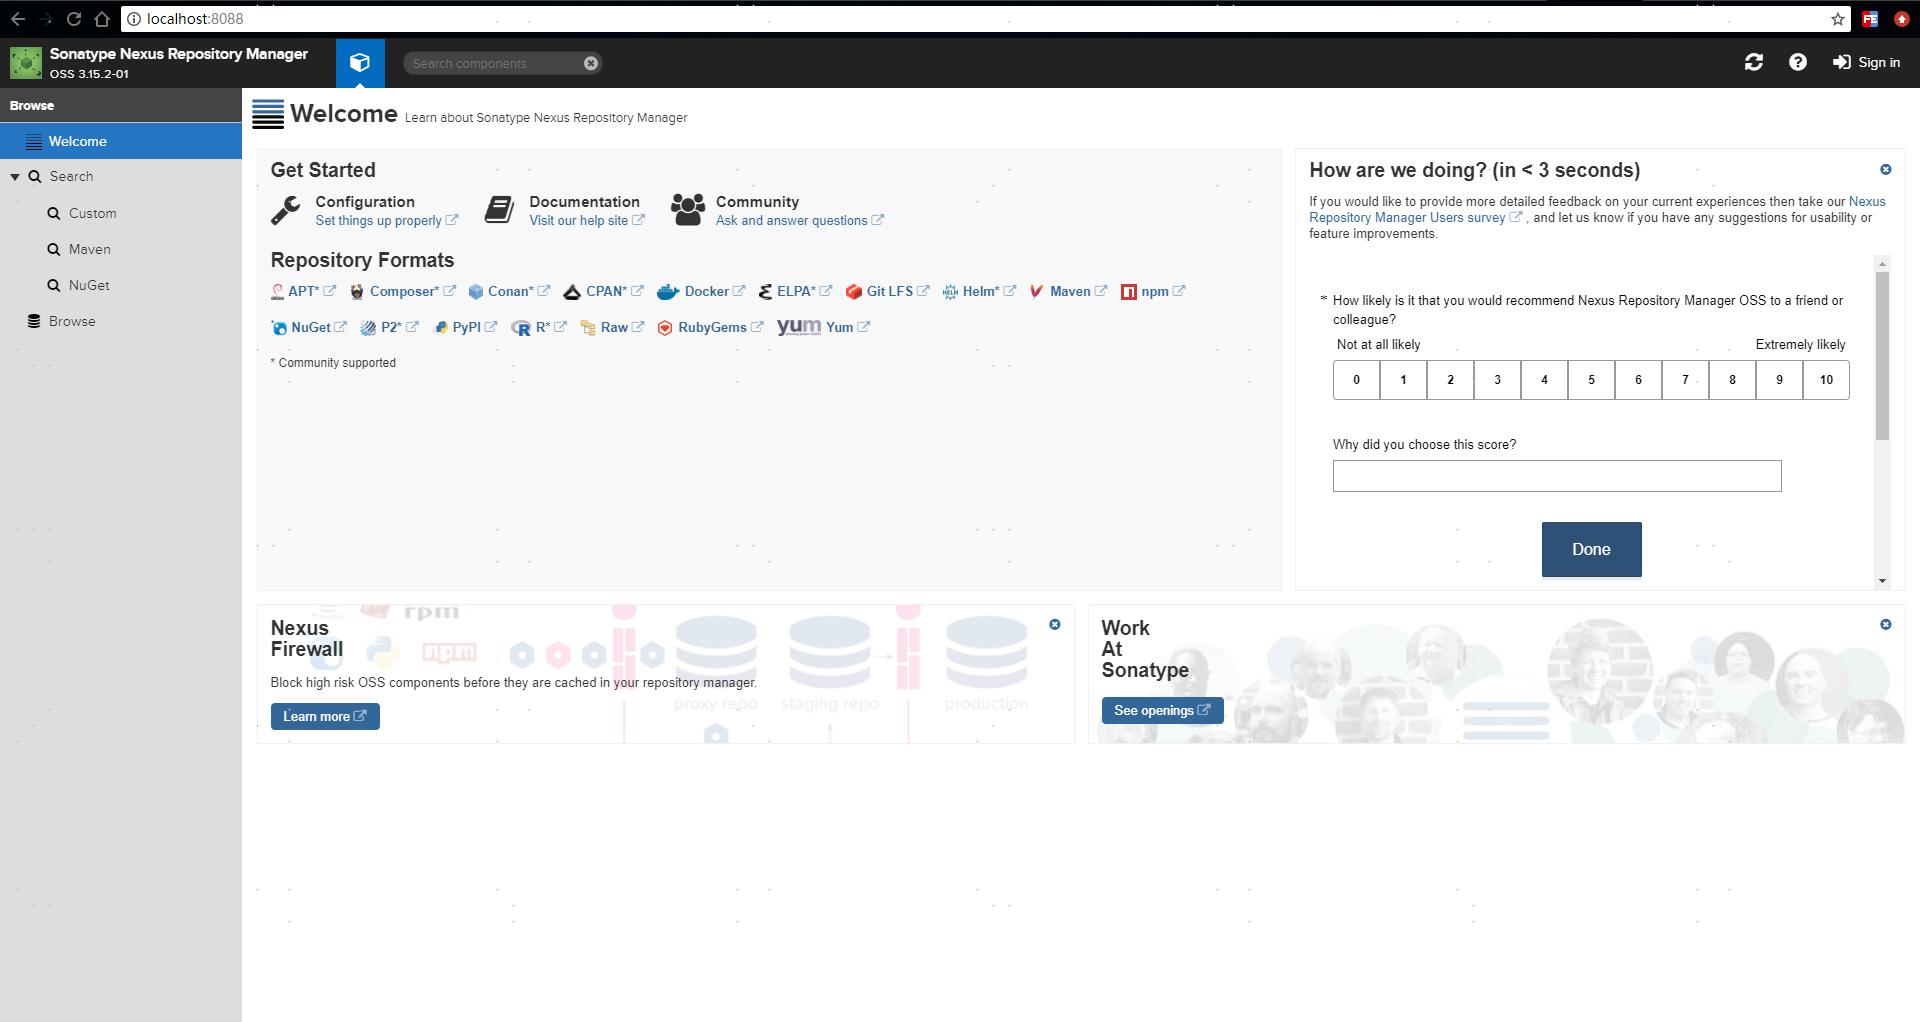 localhost:8088
Sonatype Nexus Repository Manager
OSS 3.15.2-01
Search components
Sign in
Browse
Welcome
Search
Custom
Maven
NuGet
Browse
Welcome Learn about Sonatype Nexus Repository Manager
Get Started
Configuration
Set things up properly
Documentation
Visit our help site
Community
Ask and answer questions
Repository Formats
APT* Composer* Conan* CPAN* Docker ELPA* Git LFS Helm* Maven npm
NuGet P2* PyPI R* Raw RubyGems yum Yum
* Community supported
How are we doing? (in < 3 seconds)
If you would like to provide more detailed feedback on your current experiences then take our Nexus
Repository Manager Users survey , and let us know if you have any suggestions for usability or
feature improvements.
* How likely is it that you would recommend Nexus Repository Manager OSS to a friend or
colleague?
Not at all likely Extremely likely
0 1 2 3 4 5 6 7 8 9 10
Why did you choose this score?
Done
rpm
Nexus
Firewall
npm
Block high risk OSS components before they are cached in your repository manager.
proxy repo staging repo production
Learn more
Work
At
Sonatype
See openings